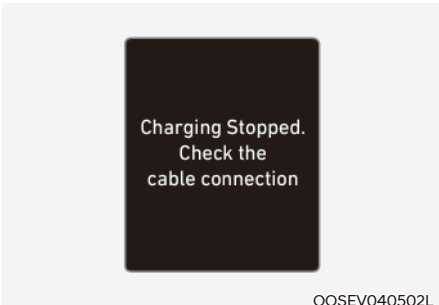 Charging Stopped.
Check the
cable connection
OOSEV040502L